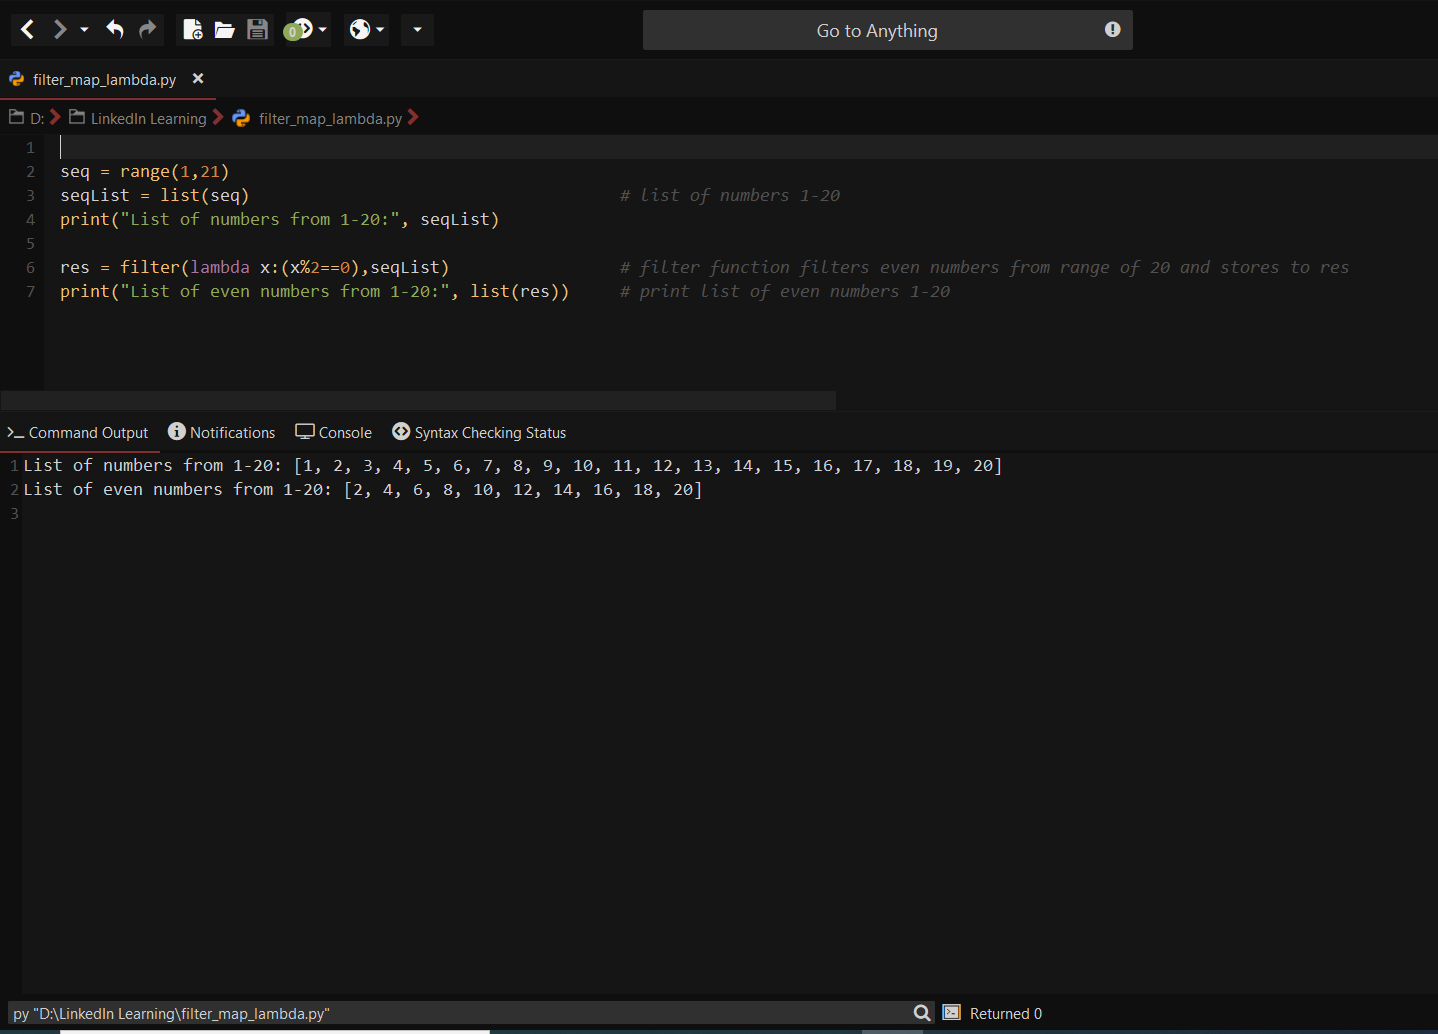 0
Go to Anything
filter_map_lambda.py
D: LinkedIn Learning filter_map_lambda.py
1
2 seq = range(1,21)
3 seqList = list(seq) # list of numbers 1-20
4 print("List of numbers from 1-20:", seqList)
5
6 res = filter(lambda x:(x%2==0),seqList) # filter function filters even numbers from range of 20 and stores to res
7 print("List of even numbers from 1-20:", list(res)) # print list of even numbers 1-20
Command Output Notifications Console Syntax Checking Status
1 List of numbers from 1-20: [1, 2, 3, 4, 5, 6, 7, 8, 9, 10, 11, 12, 13, 14, 15, 16, 17, 18, 19, 20]
2 List of even numbers from 1-20: [2, 4, 6, 8, 10, 12, 14, 16, 18, 20]
3
py "D:\LinkedIn Learning\filter_map_lambda.py" Returned 0